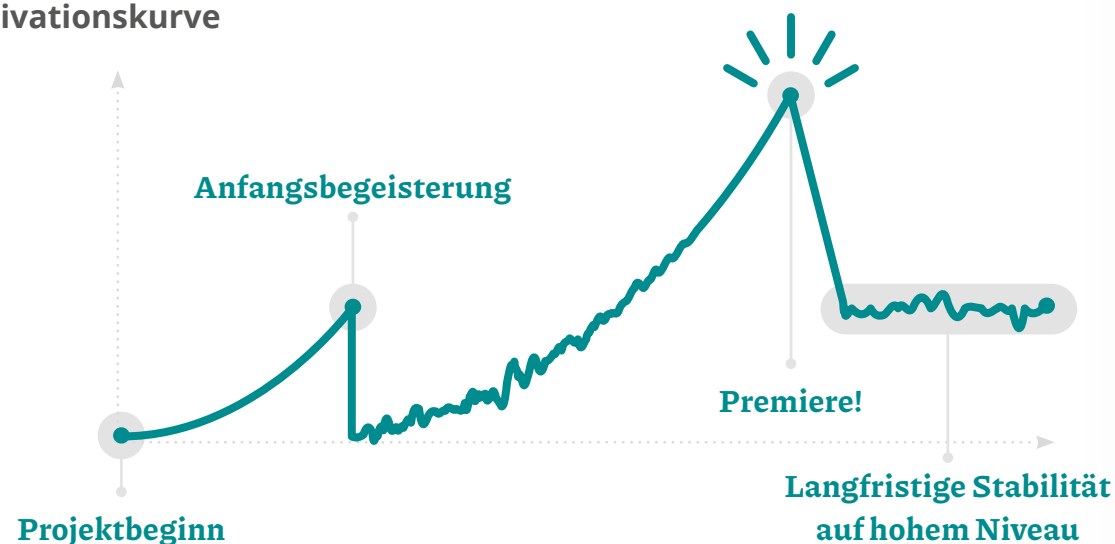 ivationskurve
Anfangsbegeisterung
Premiere!
Langfristige Stabilität
auf hohem Niveau
Projektbeginn